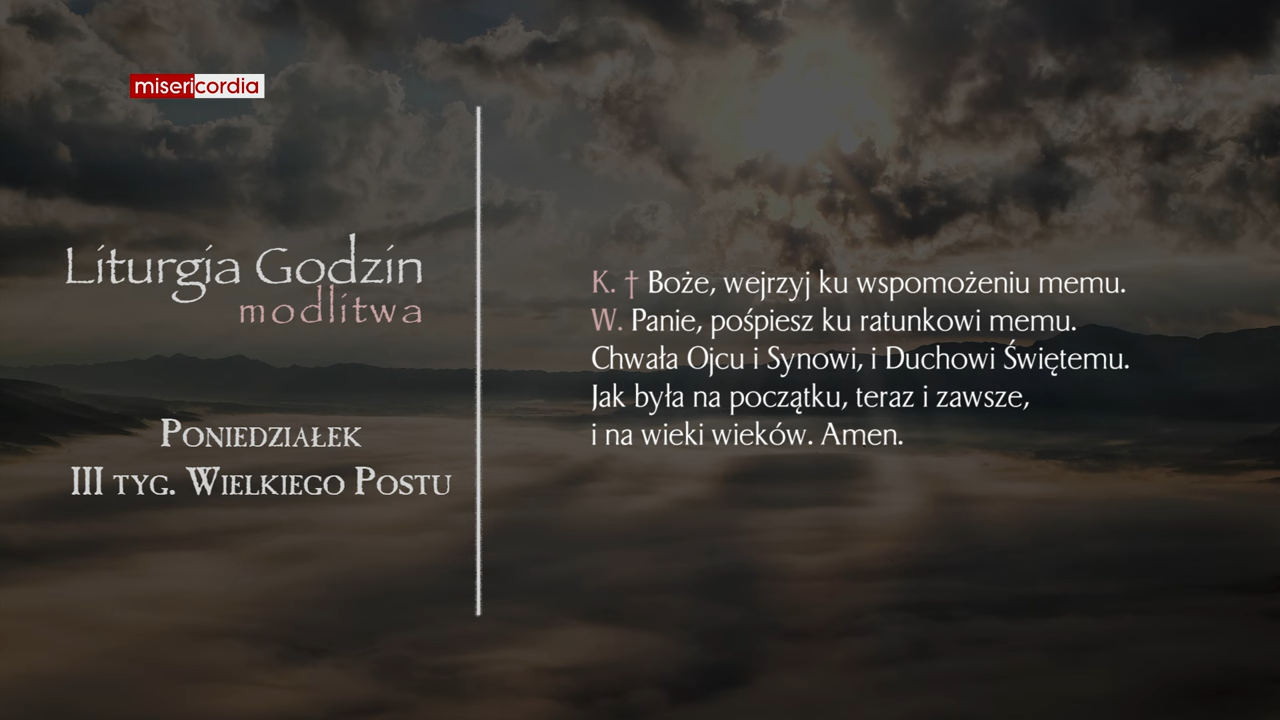 misericordia
Liturgia Godzin
modlitwa
Poniedziałek
III tyg. Wielkiego Postu
K. † Boże, wejrzyj ku wspomożeniu memu.
W. Panie, pośpiesz ku ratunkowi memu.
Chwała Ojcu i Synowi, i Duchowi Świętemu.
Jak była na początku, teraz i zawsze,
i na wieki wieków. Amen.